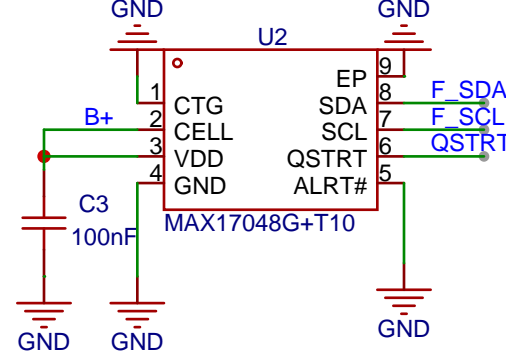 GND
GND
U2
1
CTG
2
CELL
3
VDD
4
GND
EP
9
SDA
8
SCL
7
QSTRT
6
ALRT#
5
F_SDA
F_SCL
QSTRT
B+
C3
100nF
MAX17048G+T10
GND
GND
GND